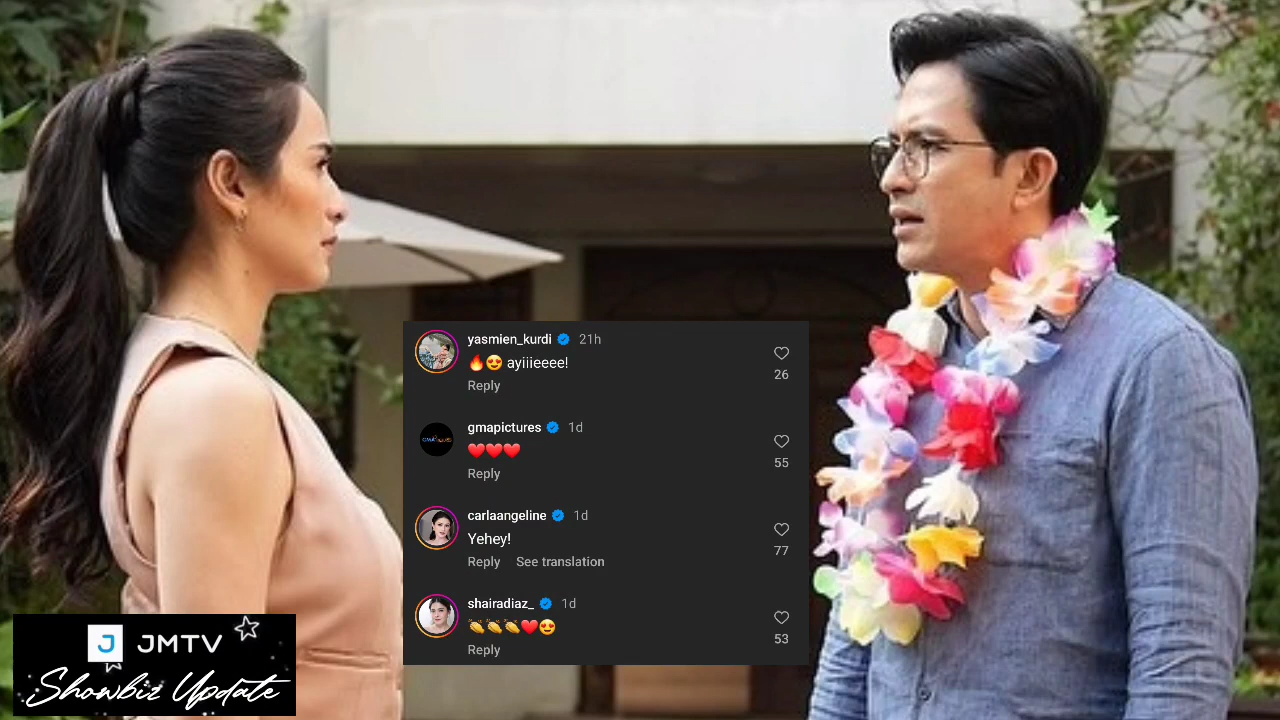 yasmien_kurdi 21h
🔥😍 ayiiieeee!
26
Reply
gmapictures 1d
❤️❤️❤️
55
Reply
carlaangeline 1d
Yehey!
77
Reply See translation
shairadiaz_ 1d
👏👏👏❤️😍
53
Reply
J JMTV
Showbiz Update